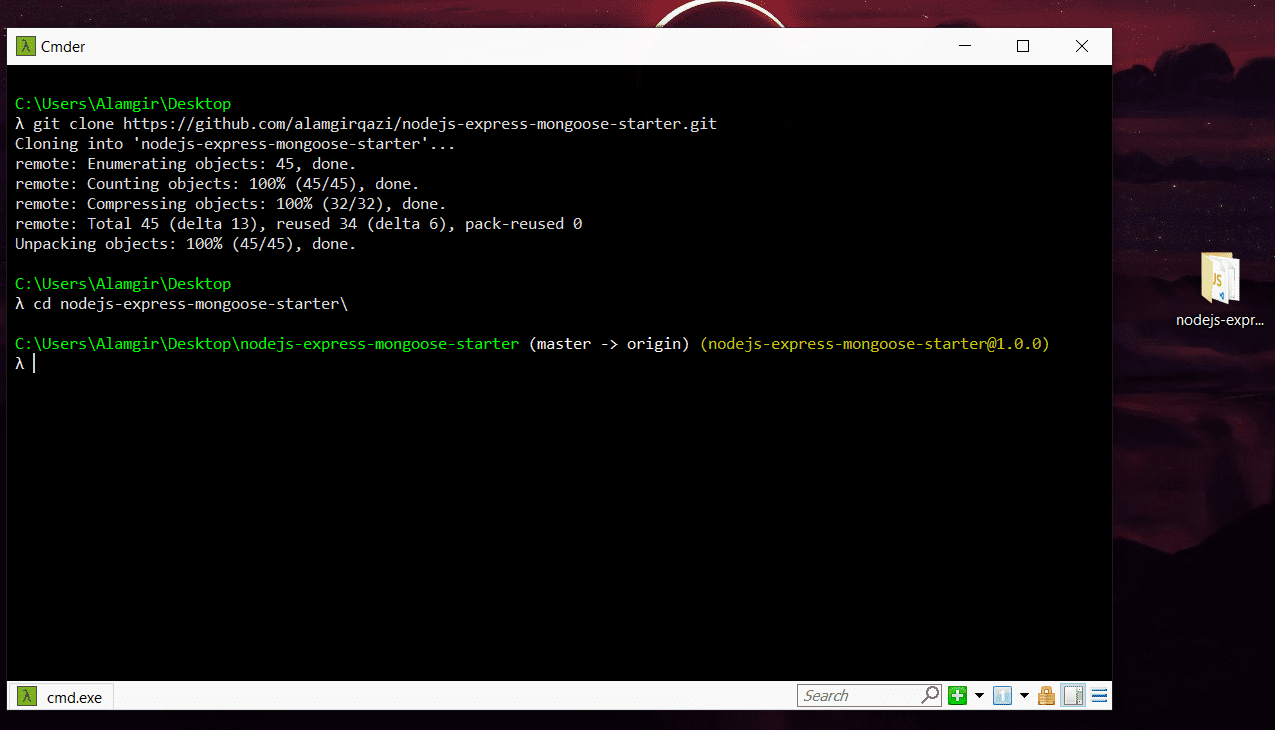 Cmder
C:\Users\Alamgir\Desktop
λ git clone https://github.com/alamgirqazi/nodejs-express-mongoose-starter.git
Cloning into 'nodejs-express-mongoose-starter'...
remote: Enumerating objects: 45, done.
remote: Counting objects: 100% (45/45), done.
remote: Compressing objects: 100% (32/32), done.
remote: Total 45 (delta 13), reused 34 (delta 6), pack-reused 0
Unpacking objects: 100% (45/45), done.
C:\Users\Alamgir\Desktop
λ cd nodejs-express-mongoose-starter\
C:\Users\Alamgir\Desktop\nodejs-express-mongoose-starter (master -> origin) (nodejs-express-mongoose-starter@1.0.0)
λ
JS
nodejs-expr...
cmd.exe
Search